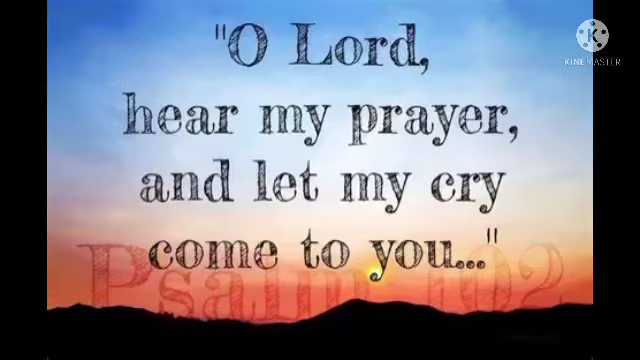 "O Lord,
hear my prayer,
and let my cry
come to you..."
Psalm 102
KINEMASTER